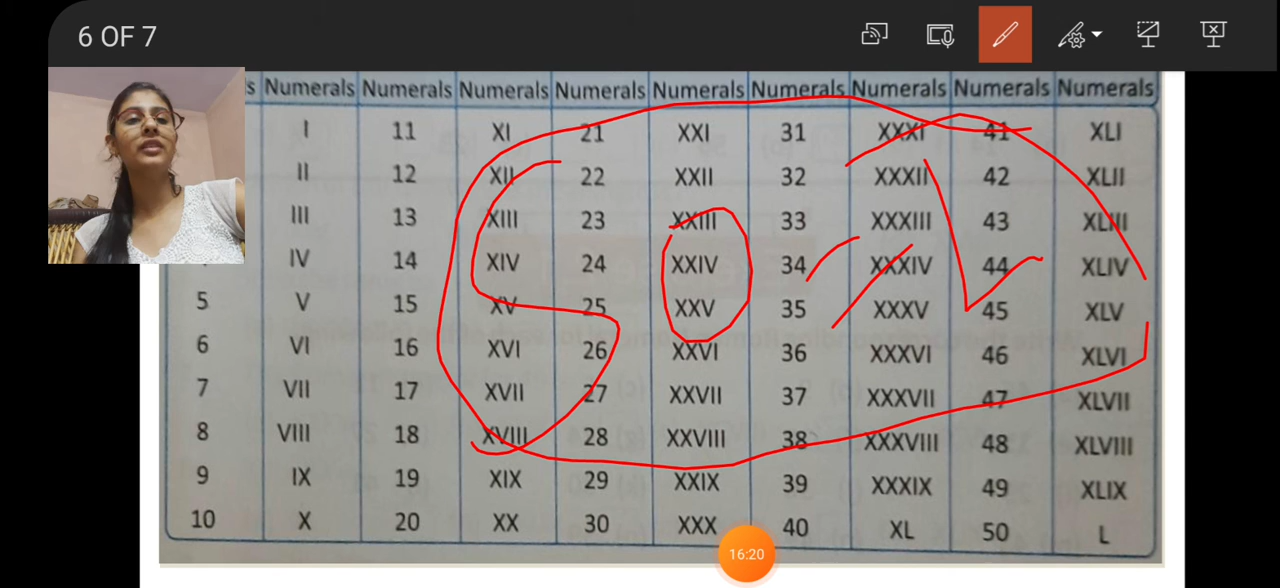 6 OF 7
s Numerals Numerals Numerals Numerals Numerals Numerals Numerals Numerals Numerals
I 11 XI 21 XXI 31 XXXI 41 XLI
II 12 XII 22 XXII 32 XXXII 42 XLII
III 13 XIII 23 XXIII 33 XXXIII 43 XLIII
IV 14 XIV 24 XXIV 34 XXXIV 44 XLIV
5 V 15 XV 25 XXV 35 XXXV 45 XLV
6 VI 16 XVI 26 XXVI 36 XXXVI 46 XLVI
7 VII 17 XVII 27 XXVII 37 XXXVII 47 XLVII
8 VIII 18 XVIII 28 XXVIII 38 XXXVIII 48 XLVIII
9 IX 19 XIX 29 XXIX 39 XXXIX 49 XLIX
10 X 20 XX 30 XXX 40 XL 50 L
16:20